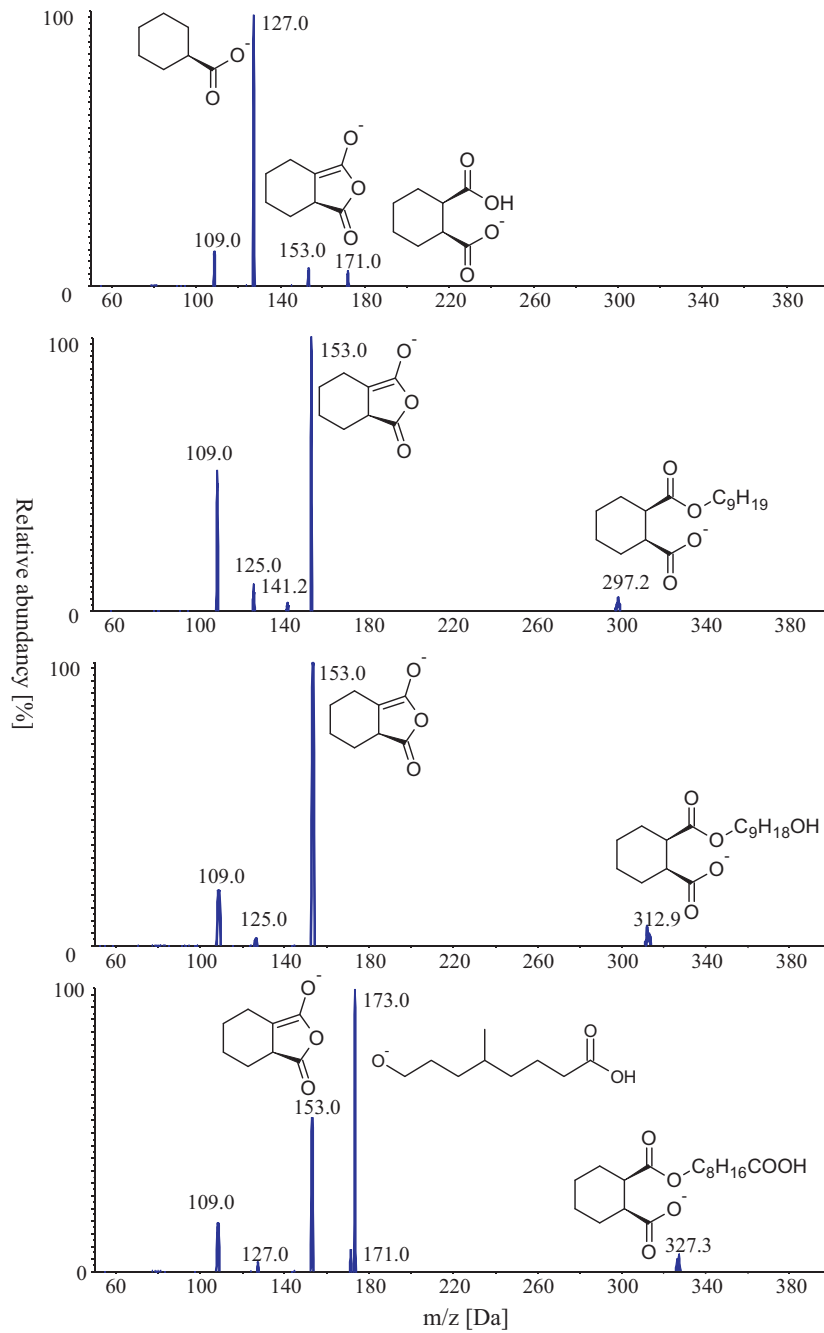 100
127.0
O-
O
O-
O
O
O
OH
O-
O
109.0
153.0
171.0
0
60 100 140 180 220 260 300 340 380
100
153.0
O-
O
O
109.0
O
O
C9H19
O-
O
125.0
141.2
297.2
0
60 100 140 180 220 260 300 340 380
Relative abundancy [%]
100
153.0
O-
O
O
O
O
C9H18OH
O-
O
109.0
125.0
312.9
0
60 100 140 180 220 260 300 340 380
100
O-
O
O
173.0
O-
O
OH
153.0
O
O
C8H16COOH
O-
O
109.0
127.0
171.0
327.3
0
60 100 140 180 220 260 300 340 380
m/z [Da]